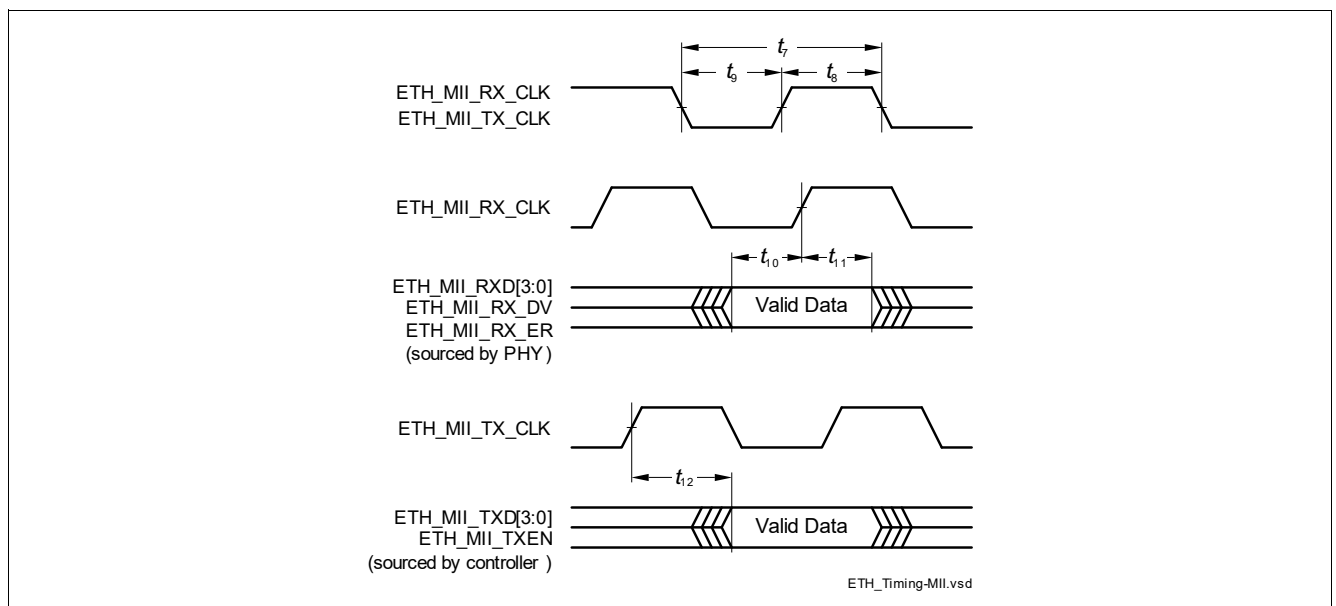 t7
t9 t8
ETH_MII_RX_CLK
ETH_MII_TX_CLK
ETH_MII_RX_CLK
t10 t11
ETH_MII_RXD[3:0]
ETH_MII_RX_DV
Valid Data
ETH_MII_RX_ER
(sourced by PHY )
ETH_MII_TX_CLK
t12
ETH_MII_TXD[3:0]
Valid Data
ETH_MII_TXEN
(sourced by controller )
ETH_Timing-MII.vsd